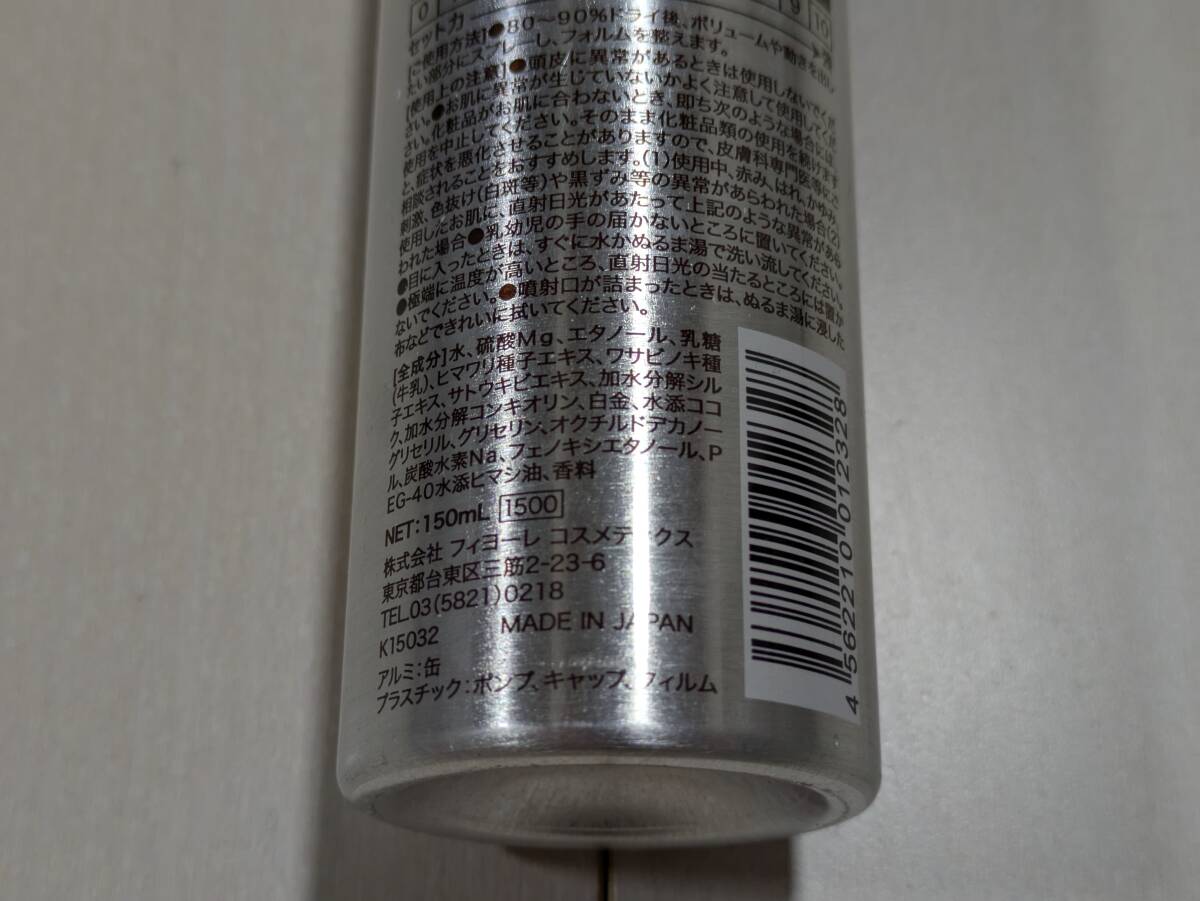 0 9 10
セット力
[ご使用方法]●80～90%ドライ後、ボリュームや動きを出し
たい部分にスプレーし、フォルムを整えます。
[使用上の注意]●頭皮に異常があるときは使用しないでくだ
さい。●お肌に異常が生じていないかよく注意して使用してくだ
さい。化粧品がお肌に合わないとき、即ち次のような場合には、
使用を中止してください。そのまま化粧品類の使用を続けます
と、症状を悪化させることがありますので、皮膚科専門医等にご
相談されることをおすすめします。(1)使用中、赤み、はれ、かゆみ、
刺激、色抜け(白斑等)や黒ずみ等の異常があらわれた場合(2)
使用したお肌に、直射日光があたって上記のような異常があら
われた場合●乳幼児の手の届かないところに置いてください。
●目に入ったときは、すぐに水かぬるま湯で洗い流してください。
●極端に温度が高いところ、直射日光の当たるところには置か
ないでください。●噴射口が詰まったときは、ぬるま湯に浸した
布などできれいに拭いてください。
[全成分]水、硫酸Mg、エタノール、乳糖
(牛乳)、ヒマワリ種子エキス、ワサビノキ種
子エキス、サトウキビエキス、加水分解シル
ク、加水分解コンキオリン、白金、水添ココ
グリセリル、グリセリン、オクチルドデカノー
ル、炭酸水素Na、フェノキシエタノール、P
EG-40水添ヒマシ油、香料
NET:150mL 1500
株式会社 フィヨーレ コスメティクス
東京都台東区三筋2-23-6
TEL.03(5821)0218
K15032 MADE IN JAPAN
アルミ:缶
プラスチック:ポンプ、キャップ、フィルム
4 562210 012328